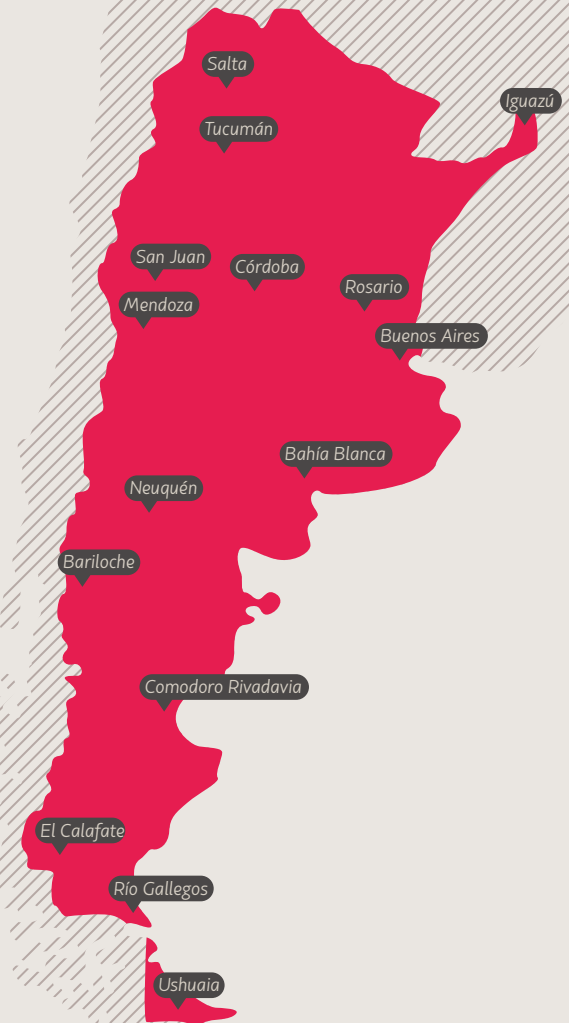 Salta
Iguazú
Tucumán
San Juan
Córdoba
Rosario
Mendoza
Buenos Aires
Bahía Blanca
Neuquén
Bariloche
Comodoro Rivadavia
El Calafate
Río Gallegos
Ushuaia